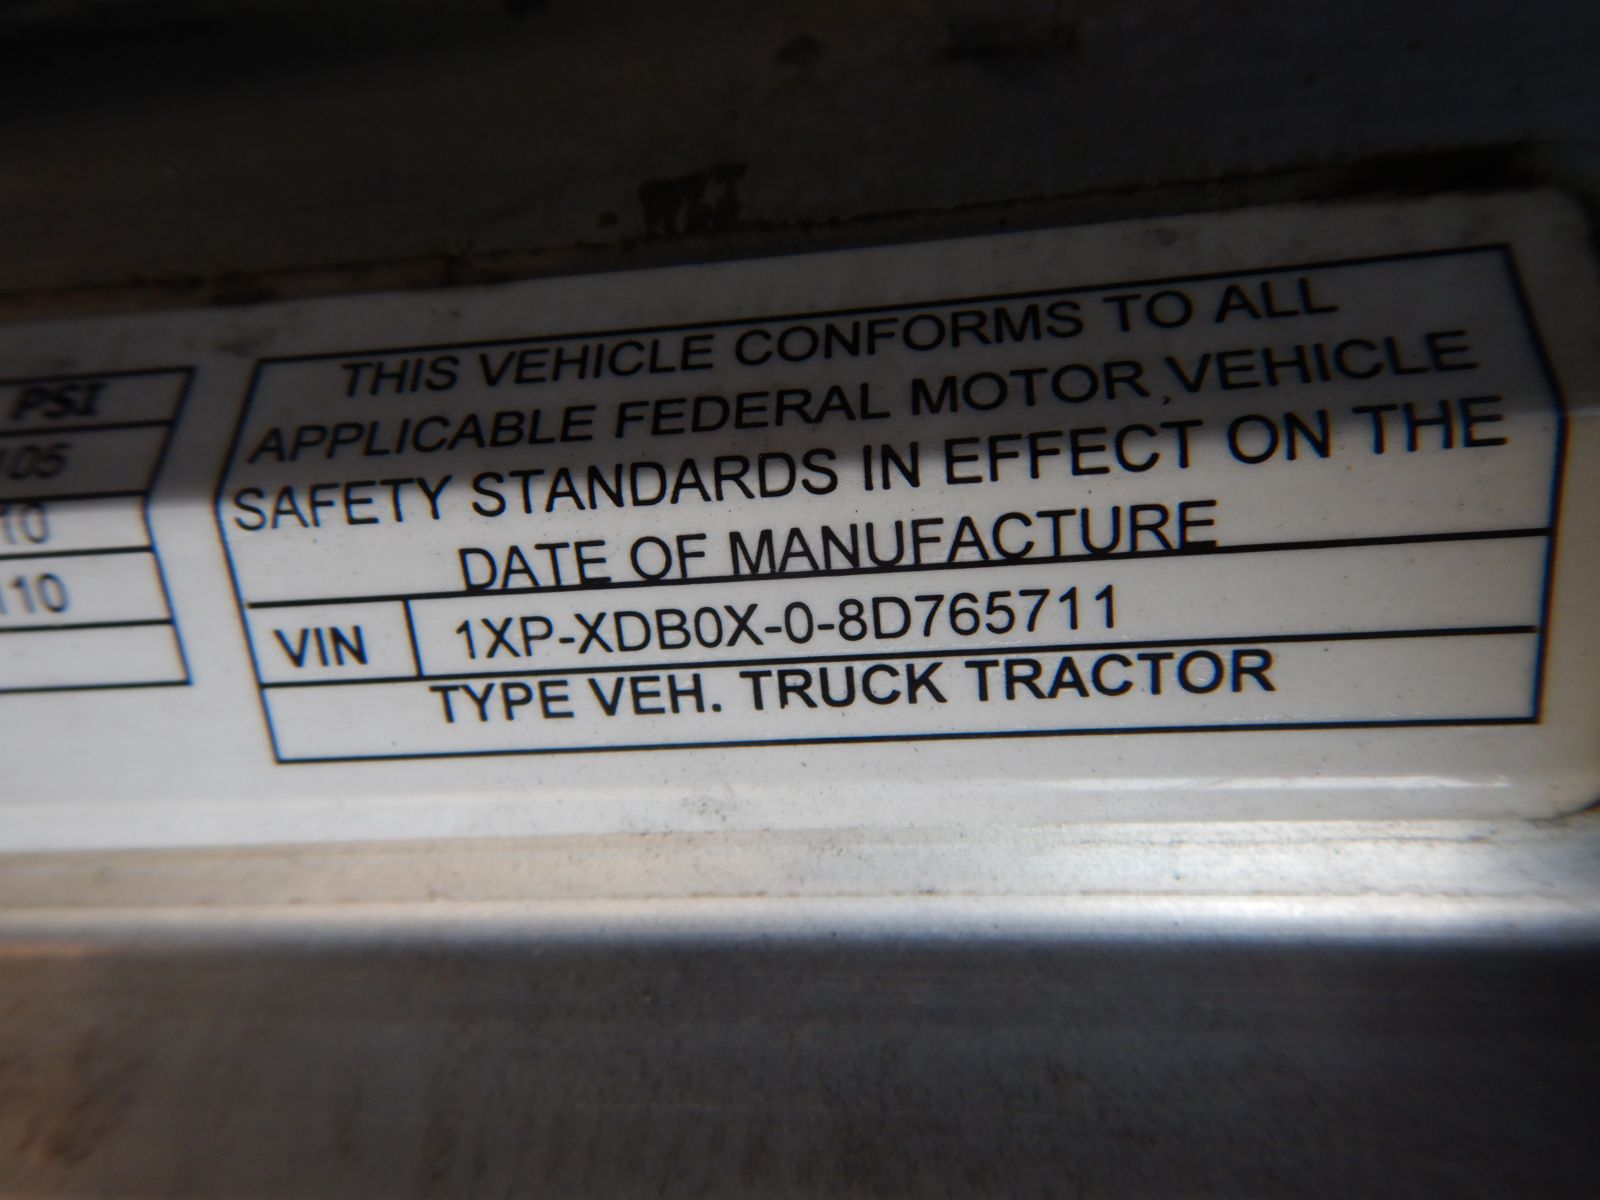 PSI
105
10
110
THIS VEHICLE CONFORMS TO ALL
APPLICABLE FEDERAL MOTOR VEHICLE
SAFETY STANDARDS IN EFFECT ON THE
DATE OF MANUFACTURE
VIN 1XP-XDB0X-0-8D765711
TYPE VEH. TRUCK TRACTOR